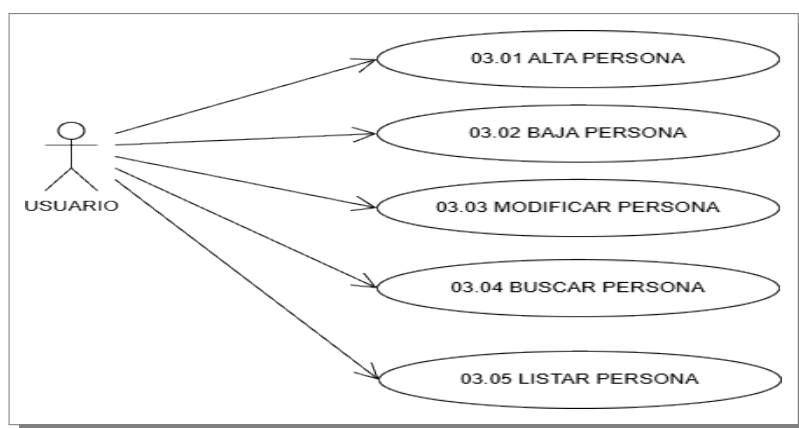 03.01 ALTA PERSONA
03.02 BAJA PERSONA
USUARIO
03.03 MODIFICAR PERSONA
03.04 BUSCAR PERSONA
03.05 LISTAR PERSONA